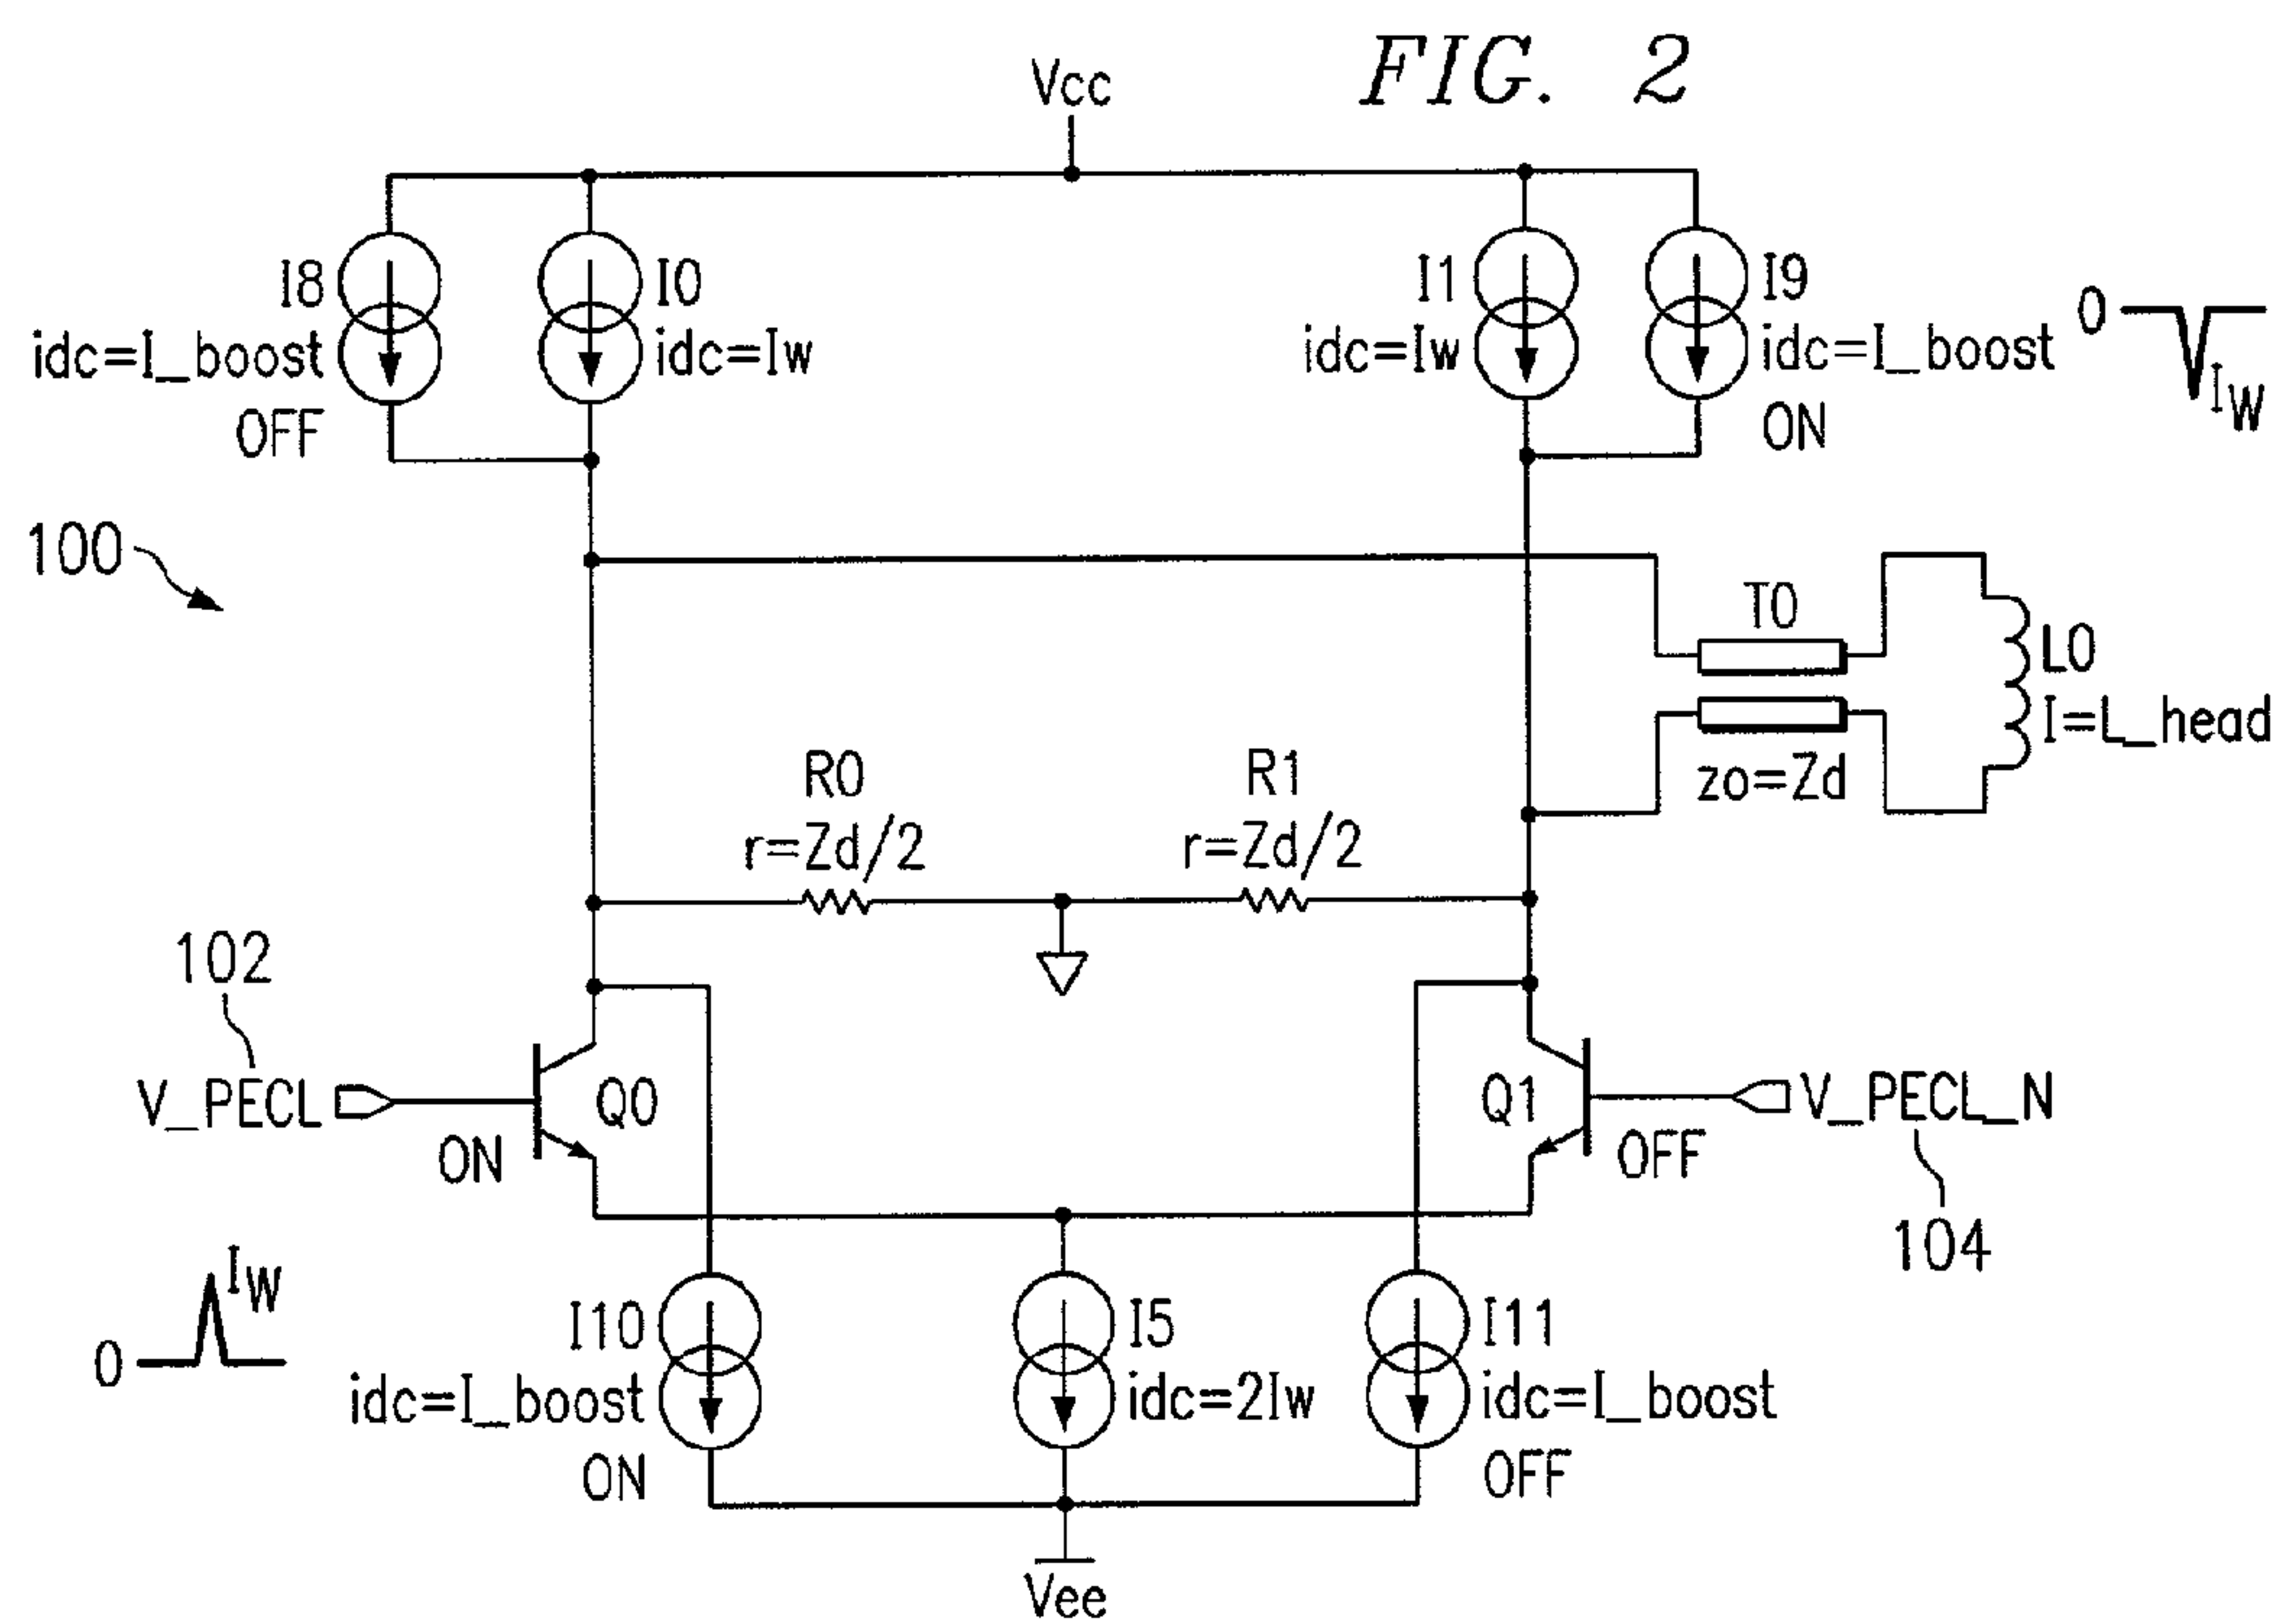 FIG. 2
Vcc
I8
idc=I_boost
OFF
I0
idc=Iw
I1
idc=Iw
I9
idc=I_boost
ON
0
IW
100
T0
zo=Zd
L0
I=L_head
R0
r=Zd/2
R1
r=Zd/2
102
V_PECL
ON
Q0
Q1
OFF
V_PECL_N
104
IW
0
I10
idc=I_boost
ON
I5
idc=2Iw
I11
idc=I_boost
OFF
Vee